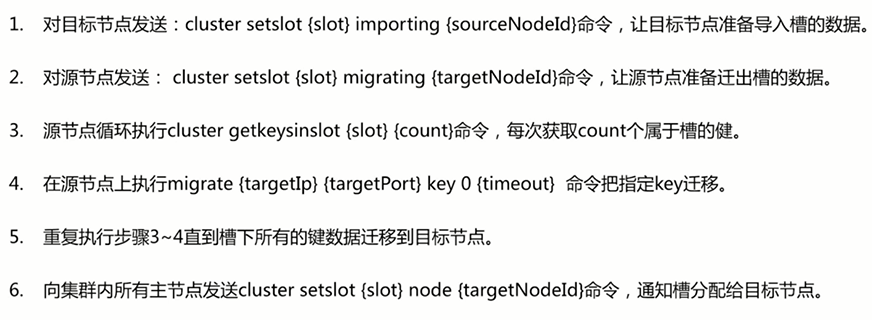 1. 对目标节点发送：cluster setslot {slot} importing {sourceNodeId}命令，让目标节点准备导入槽的数据。
2. 对源节点发送： cluster setslot {slot} migrating {targetNodeId}命令，让源节点准备迁出槽的数据。
3. 源节点循环执行cluster getkeysinslot {slot} {count}命令，每次获取count个属于槽的健。
4. 在源节点上执行migrate {targetIp} {targetPort} key 0 {timeout} 命令把指定key迁移。
5. 重复执行步骤3~4直到槽下所有的键数据迁移到目标节点。
6. 向集群内所有主节点发送cluster setslot {slot} node {targetNodeId}命令，通知槽分配给目标节点。